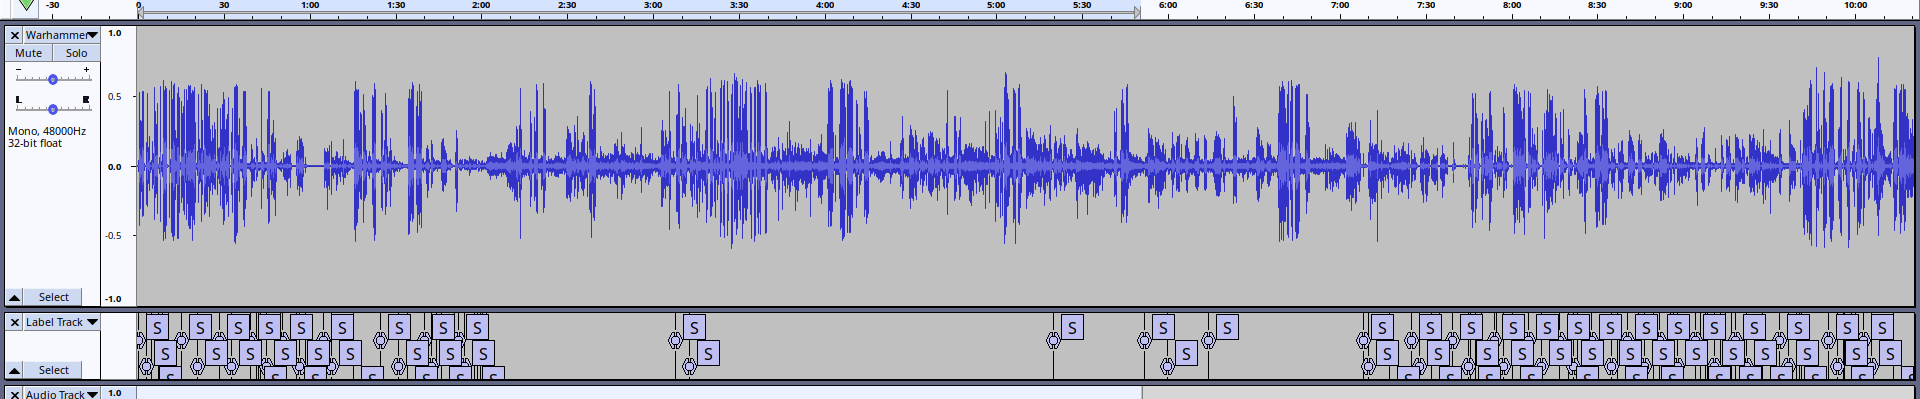 -30 0 30 1:00 1:30 2:00 2:30 3:00 3:30 4:00 4:30 5:00 5:30 6:00 6:30 7:00 7:30 8:00 8:30 9:00 9:30 10:00
Warhammer 1.0
Mute Solo
- +
0.5
L R
Mono, 48000Hz
32-bit float
0.0
-0.5
Select -1.0
Label Track S S S S S S S S S S S S S S S S S S S S S S S S S S
S S S S S S S S S S S S S S S S S S S S S S S S
Select S S S S S S S S S S S S S S S S S S
Audio Track 1.0